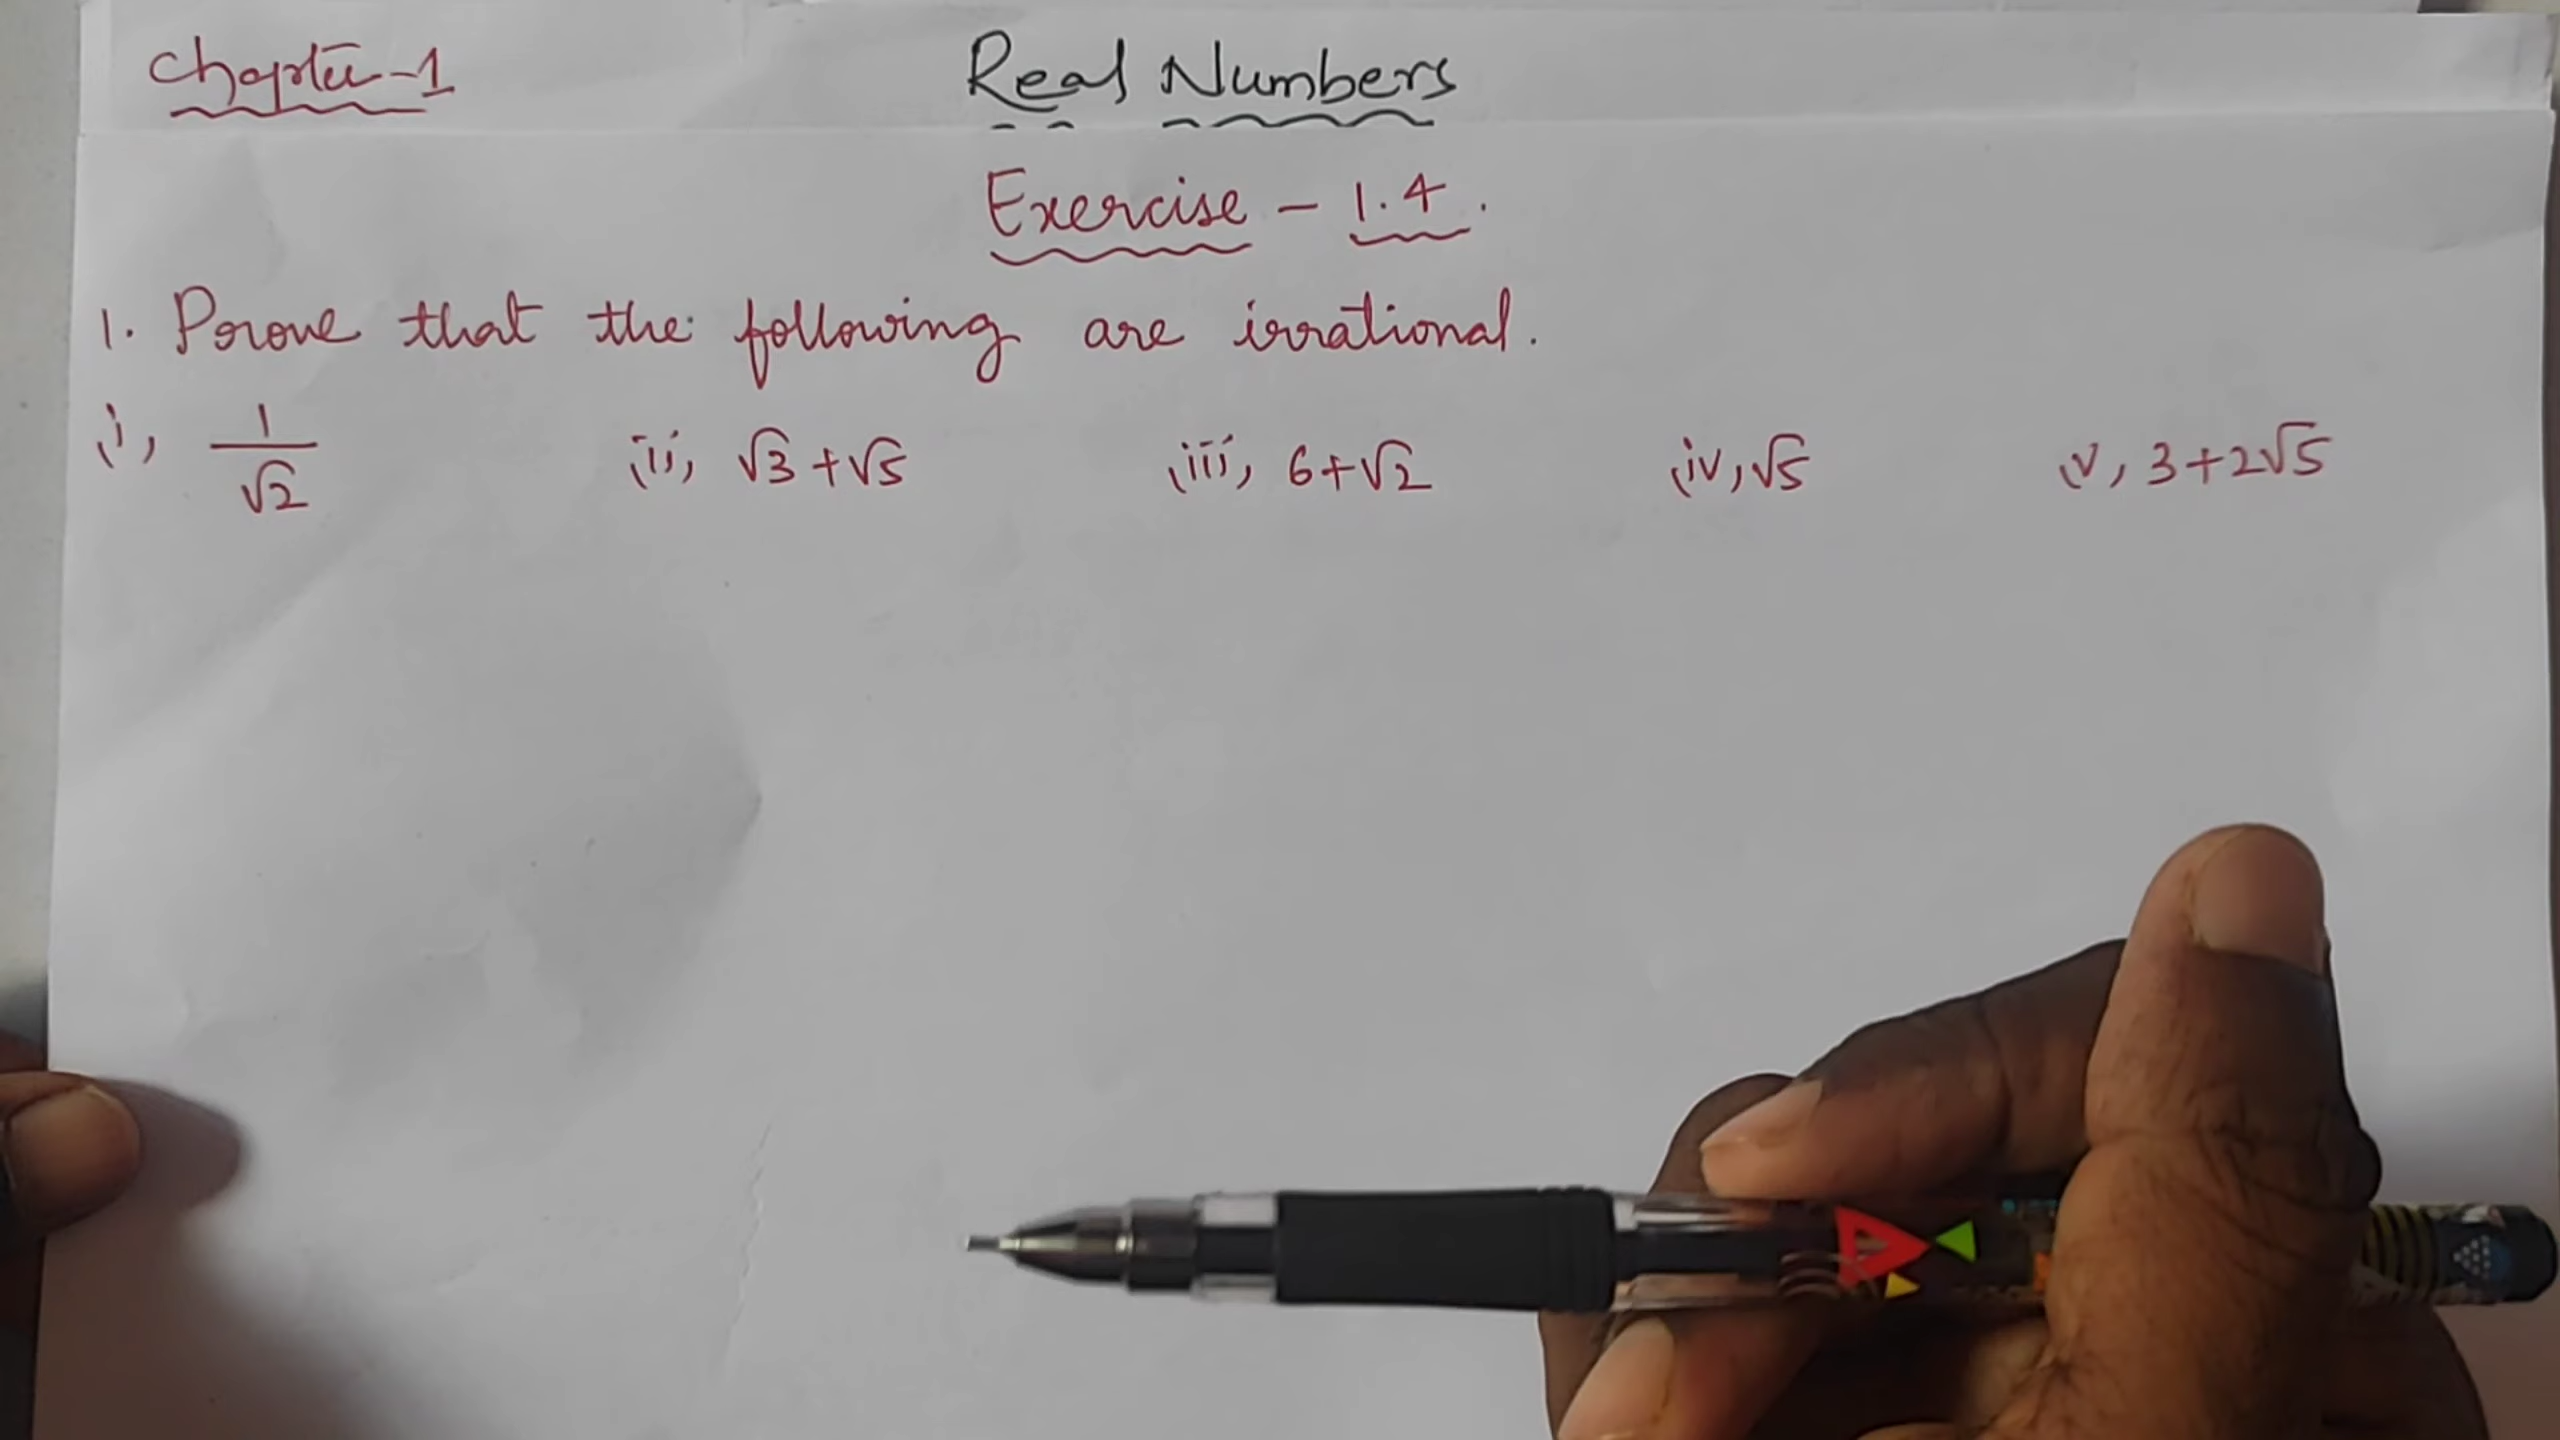 Chapter-1
Real Numbers
Exercise - 1.4.
1. Prove that the following are irrational.
(i, 1/√2 (ii, √3+√5 (iii, 6+√2 (iv, √5 (v, 3+2√5